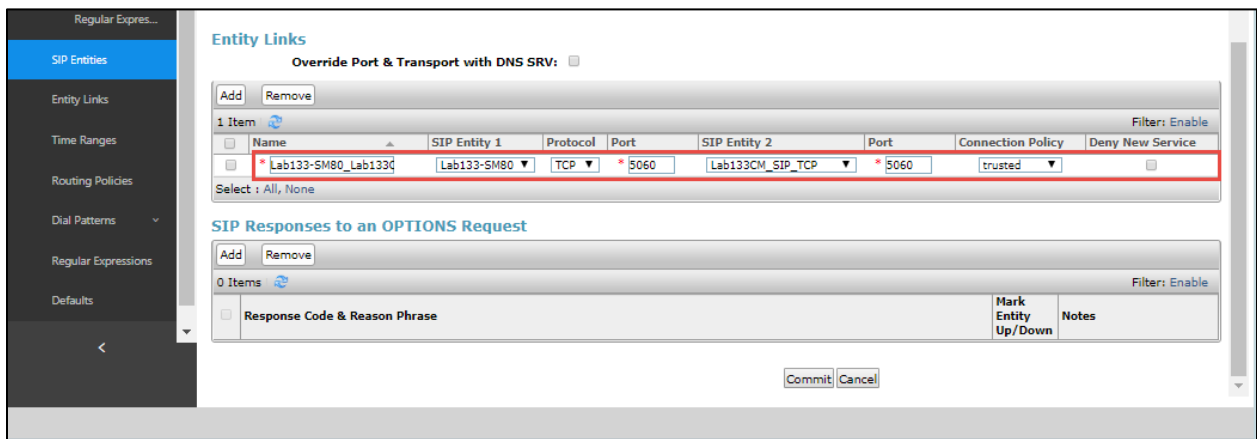 Regular Expres...
SIP Entities
Entity Links
Time Ranges
Routing Policies
Dial Patterns
Regular Expressions
Defaults
<
Entity Links
Override Port & Transport with DNS SRV:
Add Remove
1 Item Filter: Enable
Name SIP Entity 1 Protocol Port SIP Entity 2 Port Connection Policy Deny New Service
* Lab133-SM80_Lab133C Lab133-SM80 TCP * 5060 Lab133CM_SIP_TCP * 5060 trusted
Select : All, None
SIP Responses to an OPTIONS Request
Add Remove
0 Items Filter: Enable
Response Code & Reason Phrase Mark Entity Up/Down Notes
Commit Cancel